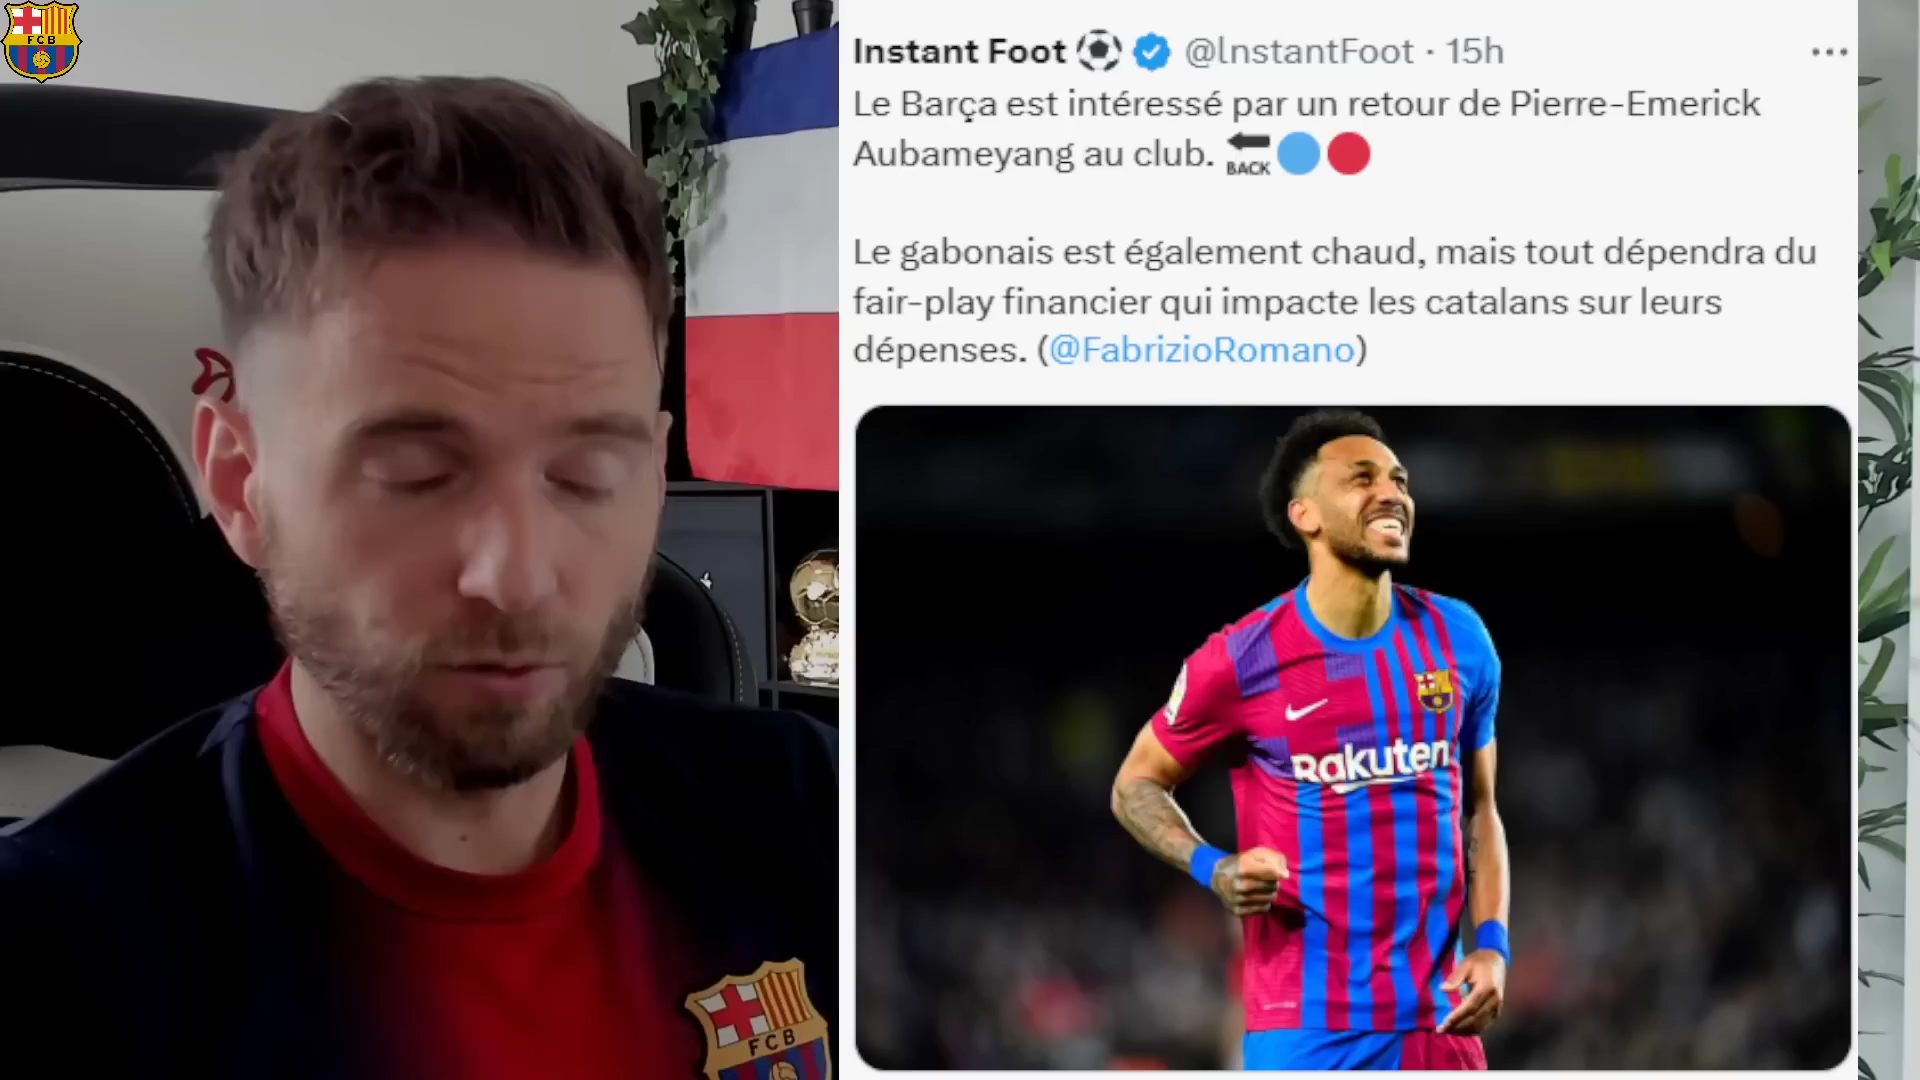 FCB
Instant Foot @lnstantFoot · 15h
Le Barça est intéressé par un retour de Pierre-Emerick
Aubameyang au club. BACK
Le gabonais est également chaud, mais tout dépendra du
fair-play financier qui impacte les catalans sur leurs
dépenses. (@FabrizioRomano)
Rakuten
FCB